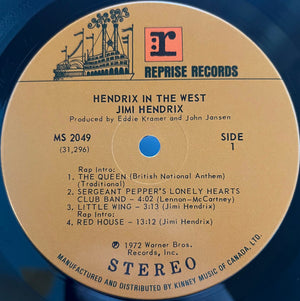 r
REPRISE RECORDS
HENDRIX IN THE WEST
JIMI HENDRIX
Produced by Eddie Kramer and John Jansen
MS 2049
(31,296)
SIDE
1
Rap Intro:
1. THE QUEEN (British National Anthem)
(Traditional)
2. SERGEANT PEPPER'S LONELY HEARTS
CLUB BAND - 4:02 (Lennon-McCartney)
3. LITTLE WING - 3:13 (Jimi Hendrix)
Rap Intro:
4. RED HOUSE - 13:12 (Jimi Hendrix)
℗ 1972 Warner Bros.
Records, Inc.
STEREO
MANUFACTURED AND DISTRIBUTED BY KINNEY MUSIC OF CANADA, LTD.